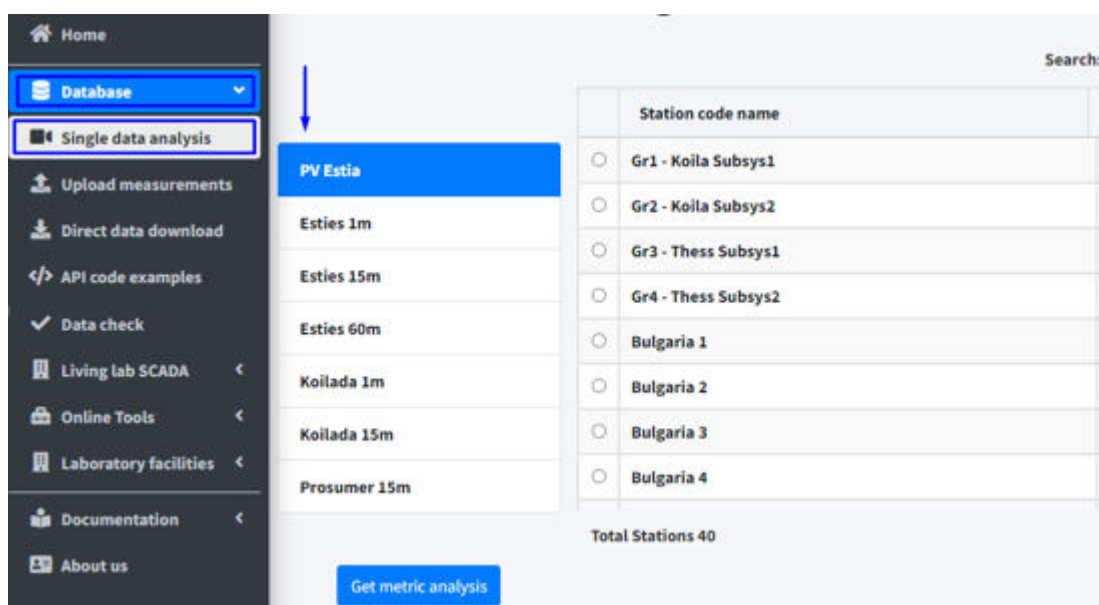 Home
Database
Single data analysis
Upload measurements
Direct data download
</> API code examples
Data check
Living lab SCADA
Online Tools
Laboratory facilities
Documentation
About us
PV Estia
Esties 1m
Esties 15m
Esties 60m
Koilada 1m
Koilada 15m
Prosumer 15m
Get metric analysis
Search:
Station code name
Gr1 - Koila Subsys1
Gr2 - Koila Subsys2
Gr3 - Thess Subsys1
Gr4 - Thess Subsys2
Bulgaria 1
Bulgaria 2
Bulgaria 3
Bulgaria 4
Total Stations 40